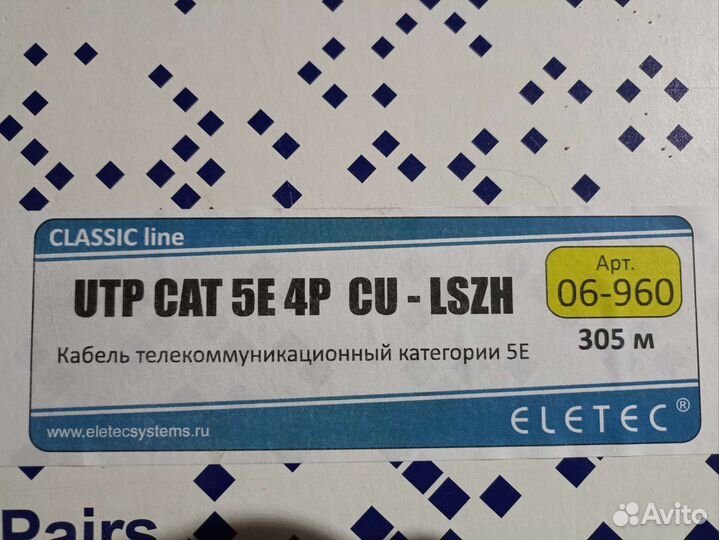 CLASSIC line
UTP CAT 5E 4P CU - LSZH
Арт.
06-960
305 м
Кабель телекоммуникационный категории 5Е
www.eletecsystems.ru
ELETEC®
Pairs
Avito